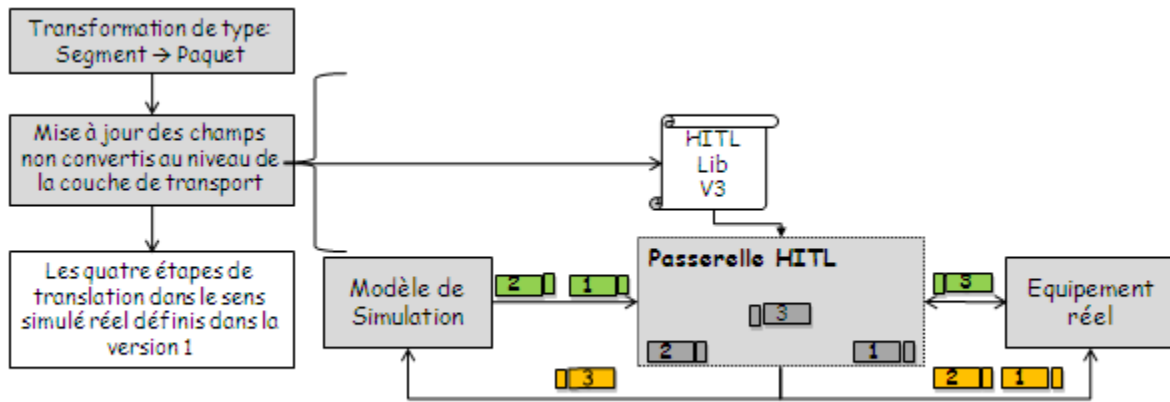 Transformation de type:
Segment → Paquet
Mise à jour des champs
non convertis au niveau de
la couche de transport
Les quatre étapes de
translation dans le sens
simulé réel définis dans la
version 1
HITL
Lib
V3
Modèle de
Simulation
2 1
Passerelle HITL
3
2 1
3
Equipement
réel
3
2 1